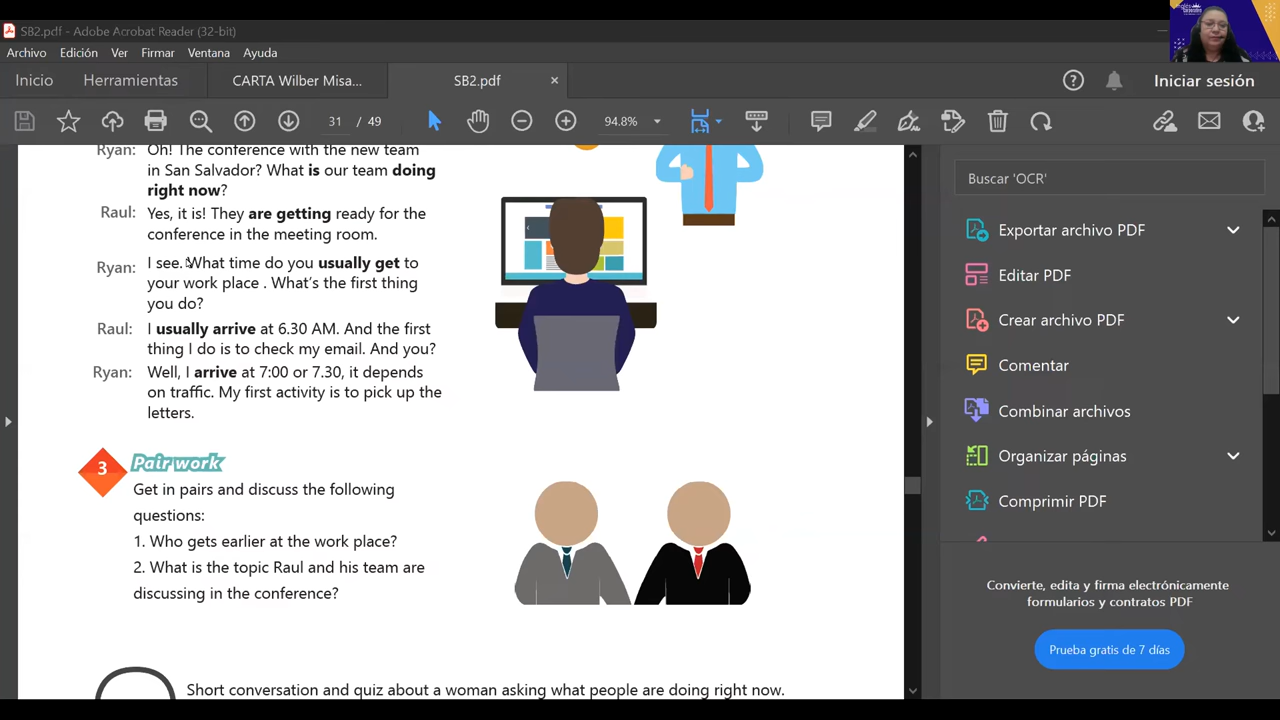 SB2.pdf - Adobe Acrobat Reader (32-bit)
Archivo Edición Ver Firmar Ventana Ayuda
Inicio Herramientas CARTA Wilber Misa... SB2.pdf × Iniciar sesión
31 / 49 94.8%
Ryan: Oh! The conference with the new team
in San Salvador? What is our team doing
right now?
Raul: Yes, it is! They are getting ready for the
conference in the meeting room.
Ryan: I see. What time do you usually get to
your work place . What's the first thing
you do?
Raul: I usually arrive at 6.30 AM. And the first
thing I do is to check my email. And you?
Ryan: Well, I arrive at 7:00 or 7.30, it depends
on traffic. My first activity is to pick up the
letters.
3 Pair work
Get in pairs and discuss the following
questions:
1. Who gets earlier at the work place?
2. What is the topic Raul and his team are
discussing in the conference?
Short conversation and quiz about a woman asking what people are doing right now.
Buscar 'OCR'
Exportar archivo PDF
Editar PDF
Crear archivo PDF
Comentar
Combinar archivos
Organizar páginas
Comprimir PDF
Convierte, edita y firma electrónicamente
formularios y contratos PDF
Prueba gratis de 7 días